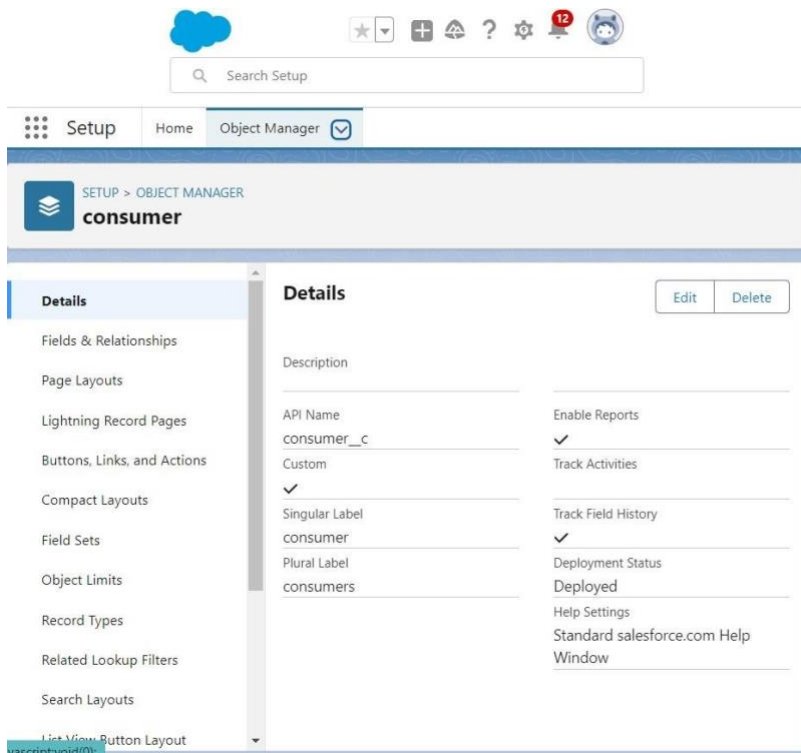 12
Search Setup
Setup Home Object Manager
SETUP > OBJECT MANAGER
consumer
Details
Fields & Relationships
Page Layouts
Lightning Record Pages
Buttons, Links, and Actions
Compact Layouts
Field Sets
Object Limits
Record Types
Related Lookup Filters
Search Layouts
List View Button Layout
vascript:void(0);
Details
Edit Delete
Description
API Name
consumer__c
Custom
Singular Label
consumer
Plural Label
consumers
Enable Reports
Track Activities
Track Field History
Deployment Status
Deployed
Help Settings
Standard salesforce.com Help
Window